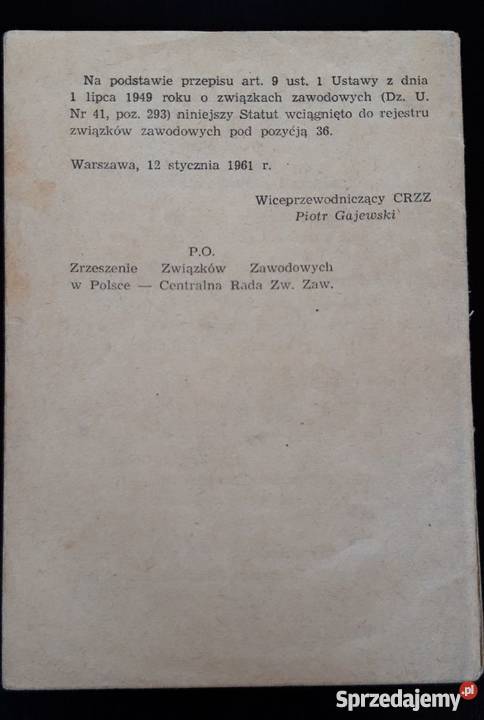 Na podstawie przepisu art. 9 ust. 1 Ustawy z dnia
1 lipca 1949 roku o związkach zawodowych (Dz. U.
Nr 41, poz. 293) niniejszy Statut wciągnięto do rejestru
związków zawodowych pod pozycją 36.
Warszawa, 12 stycznia 1961 r.
Wiceprzewodniczący CRZZ
Piotr Gajewski
P.O.
Zrzeszenie Związków Zawodowych
w Polsce — Centralna Rada Zw. Zaw.
Sprzedajemy.pl